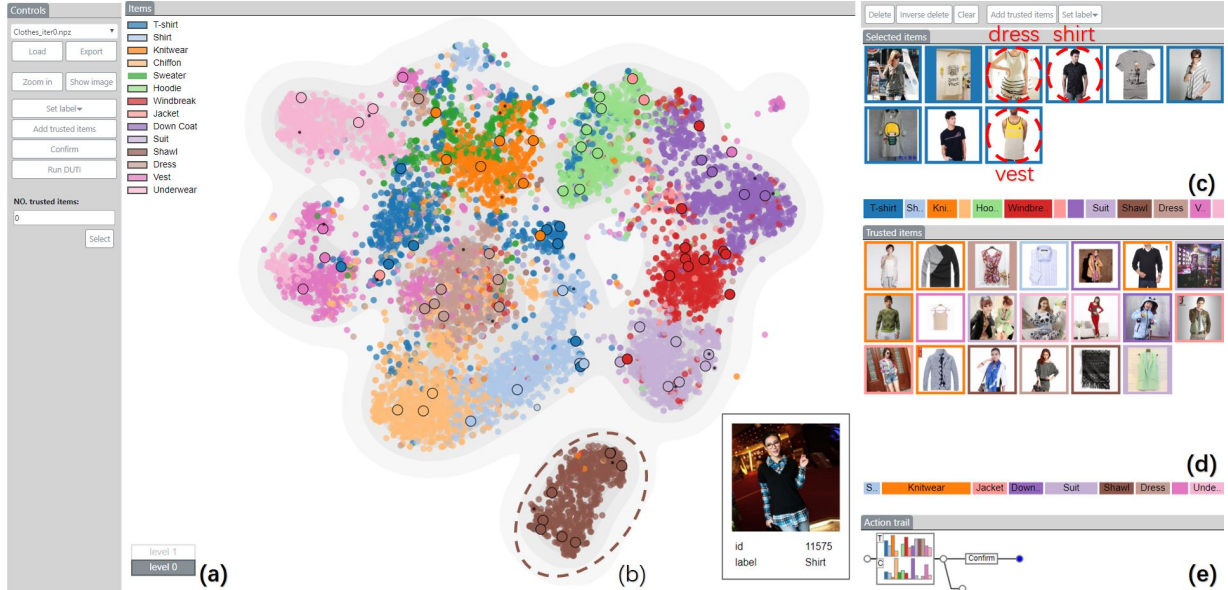 Controls
Clothes_iter0.npz
Load Export
Zoom in Show image
Set label
Add trusted items
Confirm
Run DUTI
NO. trusted items:
0
Select
Items
T-shirt
Shirt
Knitwear
Chiffon
Sweater
Hoodie
Windbreak
Jacket
Down Coat
Suit
Shawl
Dress
Vest
Underwear
level 1
level 0
(a)
(b)
id 11575
label Shirt
Delete Inverse delete Clear Add trusted items Set label
Selected items
dress shirt
vest
(c)
T-shirt Sh.. Kni.. Hoo.. Windbre.. Suit Shawl Dress V..
Trusted items
(d)
S.. Knitwear Jacket Down.. Suit Shawl Dress Unde..
Action trail
T
C
Confirm
(e)